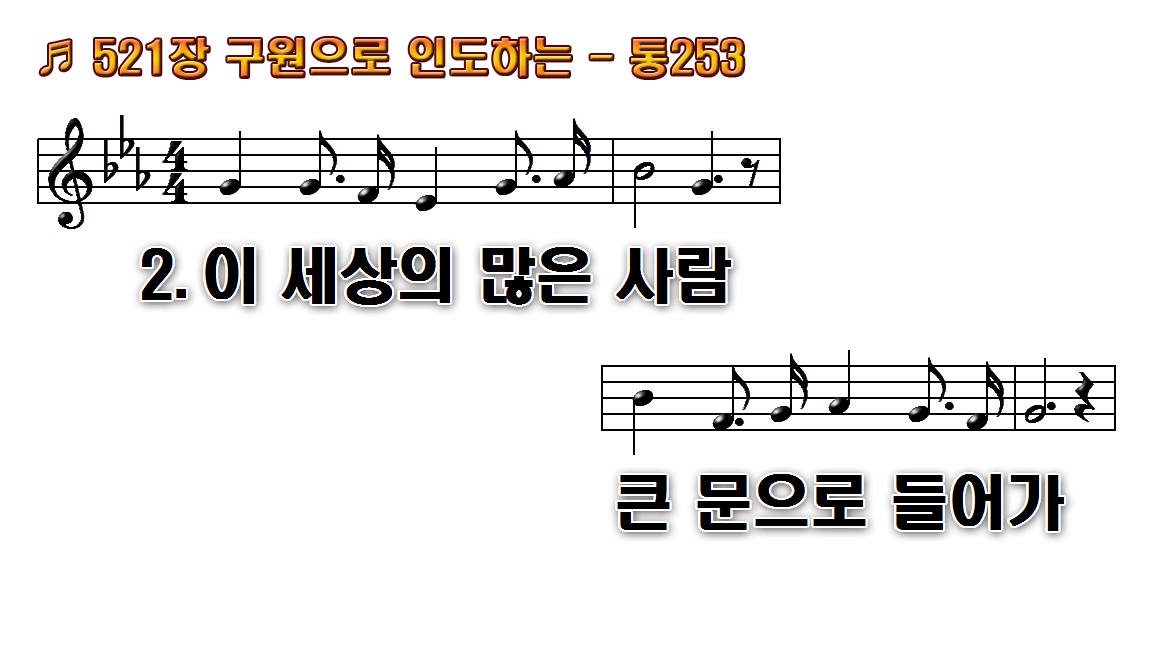 ♬ 521장 구원으로 인도하는 - 통253
2. 이 세상의 많은 사람
큰 문으로 들어가